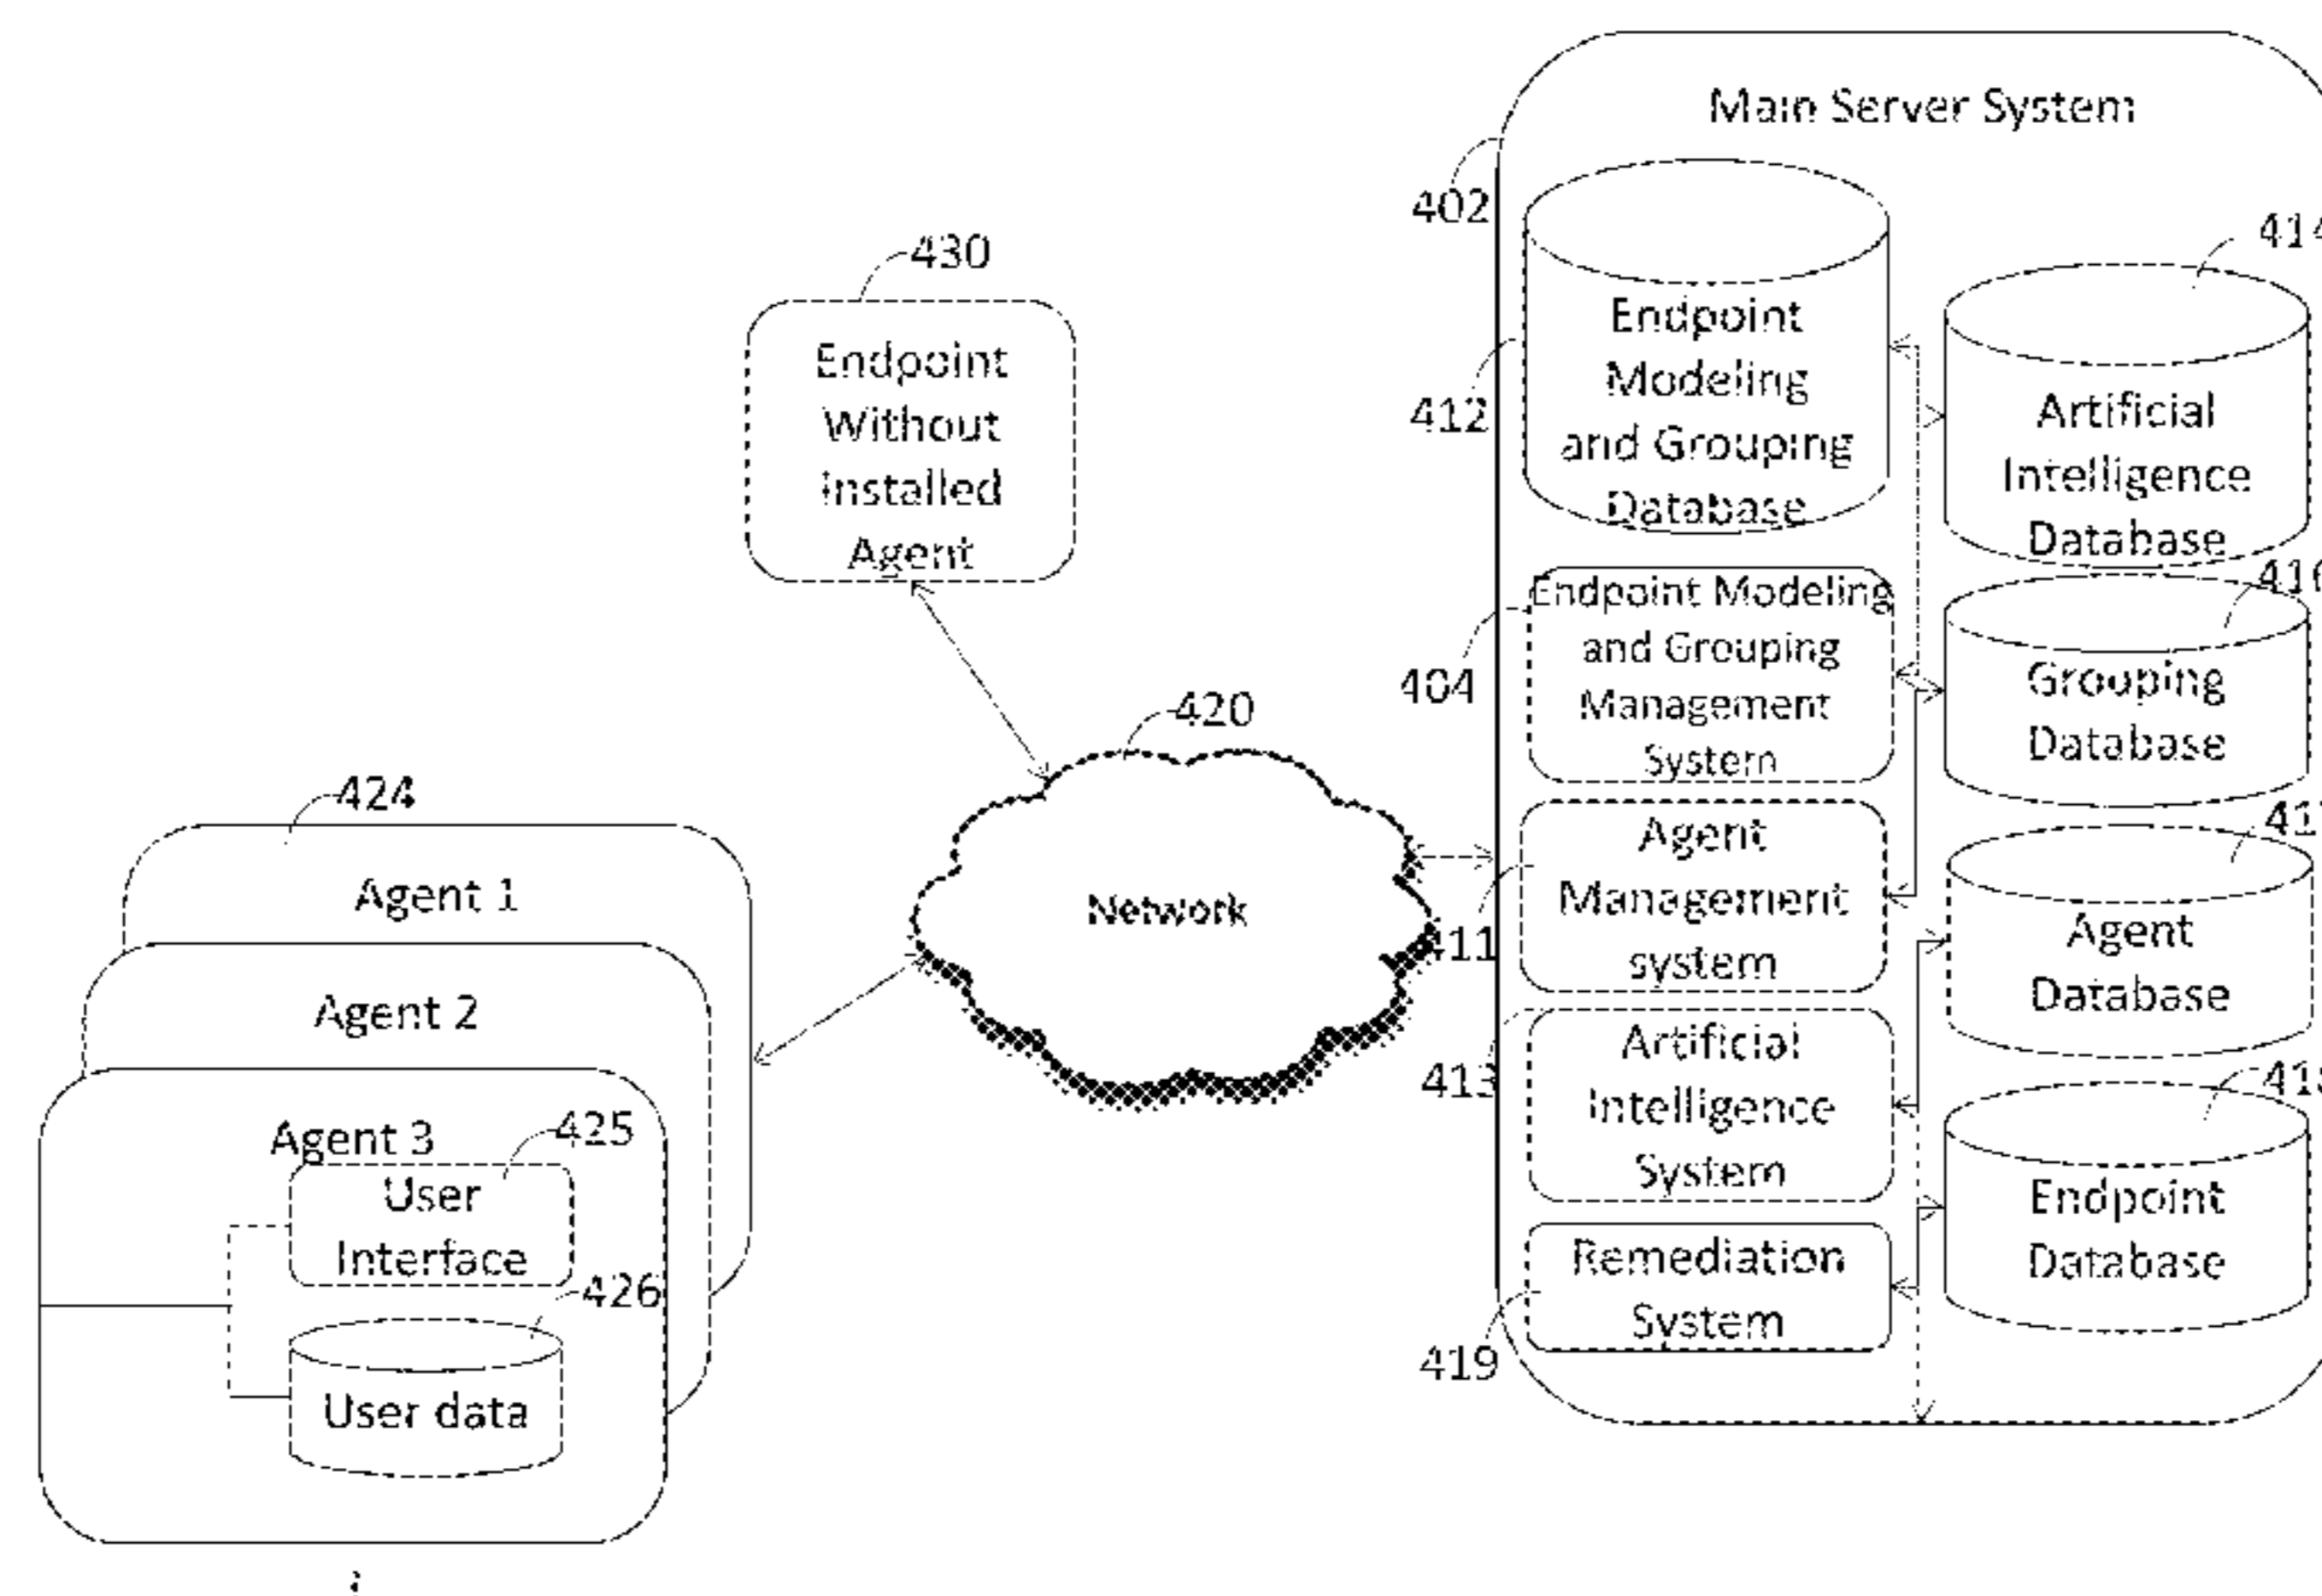 Main Server System
402
414
430
Endpoint
Modeling
and Grouping
Database
412
Artificial
Intelligence
Database
Endpoint
Without
Installed
Agent
416
Endpoint Modeling
and Grouping
Management
System
404
Grouping
Database
420
424
Agent
Management
system
411
Agent 1
Network
Agent
Database
Agent 2
Artificial
Intelligence
System
413
418
Agent 3
425
User
Interface
Endpoint
Database
Remediation
System
419
426
User data